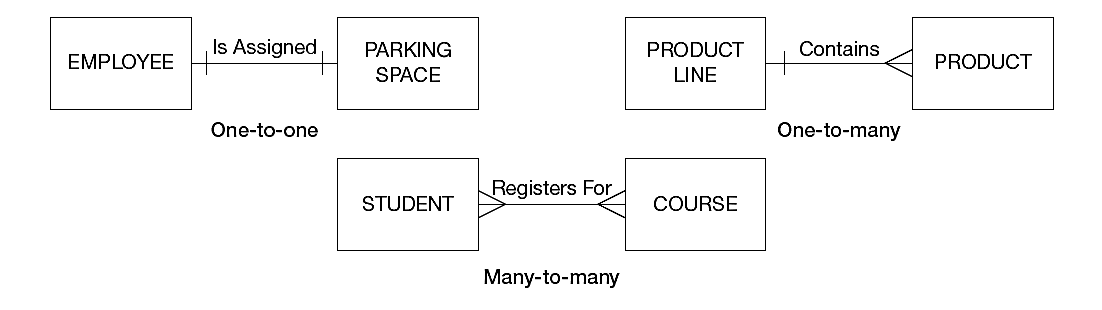 EMPLOYEE
Is Assigned
PARKING
SPACE
One-to-one
PRODUCT
LINE
Contains
PRODUCT
One-to-many
STUDENT
Registers For
COURSE
Many-to-many